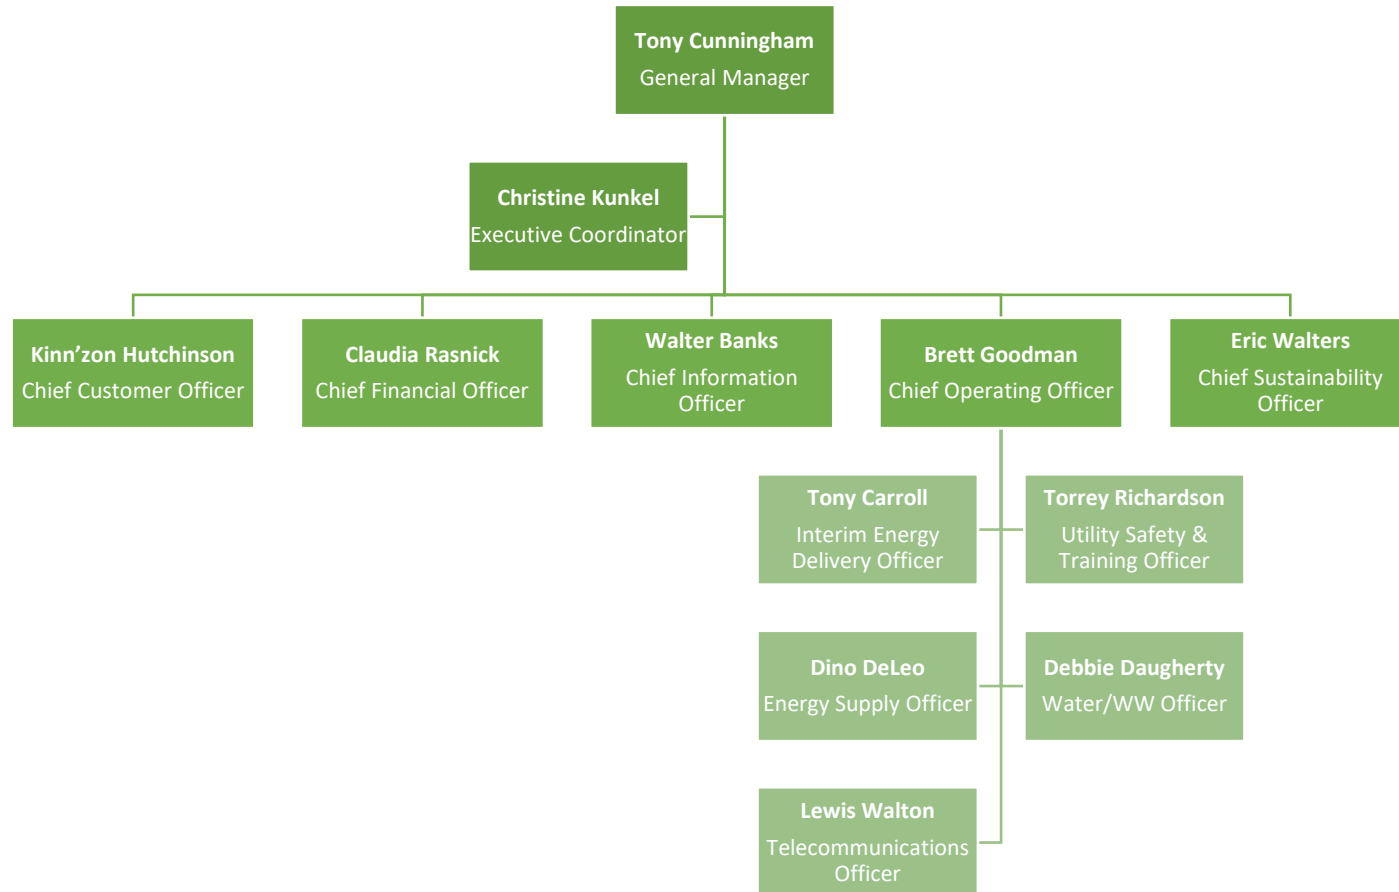 Tony Cunningham
General Manager
Christine Kunkel
Executive Coordinator
Kinn’zon Hutchinson
Chief Customer Officer
Claudia Rasnick
Chief Financial Officer
Walter Banks
Chief Information
Officer
Brett Goodman
Chief Operating Officer
Eric Walters
Chief Sustainability
Officer
Tony Carroll
Interim Energy
Delivery Officer
Torrey Richardson
Utility Safety &
Training Officer
Dino DeLeo
Energy Supply Officer
Debbie Daugherty
Water/WW Officer
Lewis Walton
Telecommunications
Officer